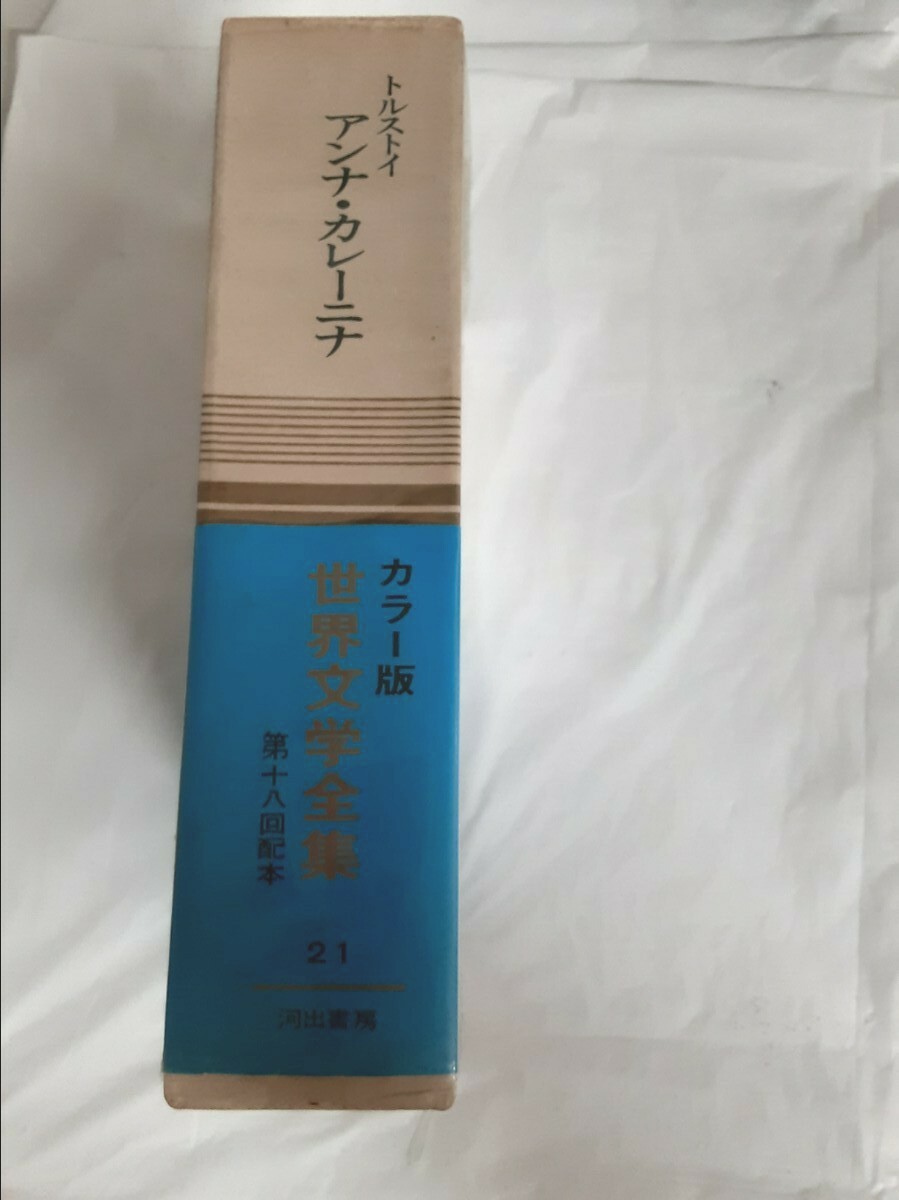 トルストイ
アンナ・カレーニナ
カラー版
世界文学全集
第十八回配本
21
河出書房